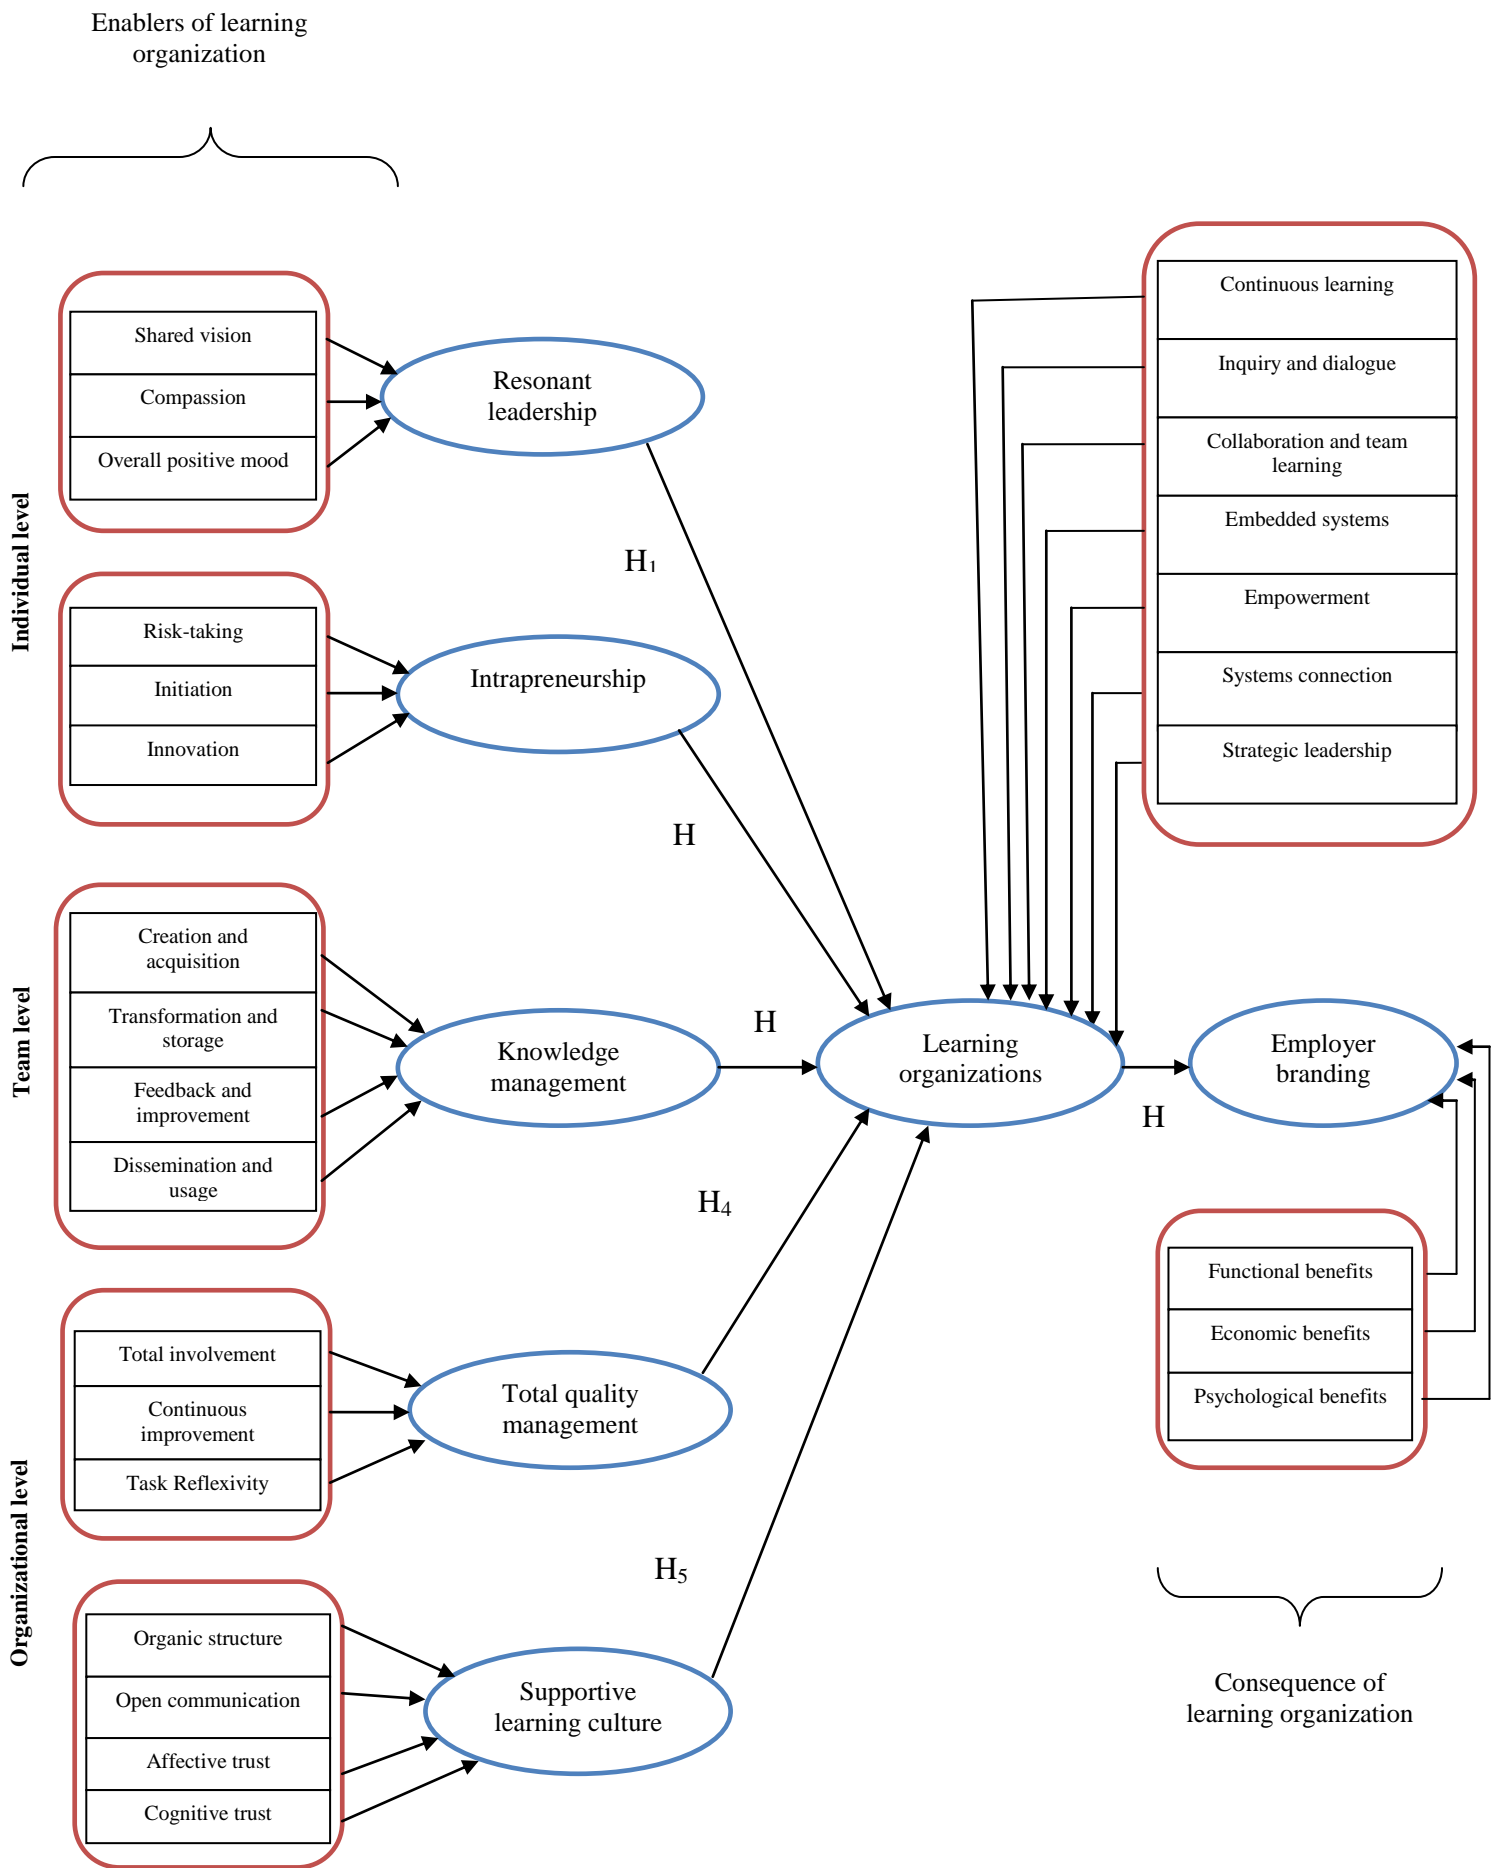 Enablers of learning
organization
Individual level
Shared vision
Compassion
Overall positive mood
Resonant
leadership
H1
Risk-taking
Initiation
Innovation
Intrapreneurship
H
Team level
Creation and
acquisition
Transformation and
storage
Feedback and
improvement
Dissemination and
usage
Knowledge
management
H
Organizational level
Total involvement
Continuous
improvement
Task Reflexivity
Total quality
management
H4
Organic structure
Open communication
Affective trust
Cognitive trust
Supportive
learning culture
H5
Continuous learning
Inquiry and dialogue
Collaboration and team
learning
Embedded systems
Empowerment
Systems connection
Strategic leadership
Learning
organizations
H
Employer
branding
Functional benefits
Economic benefits
Psychological benefits
Consequence of
learning organization